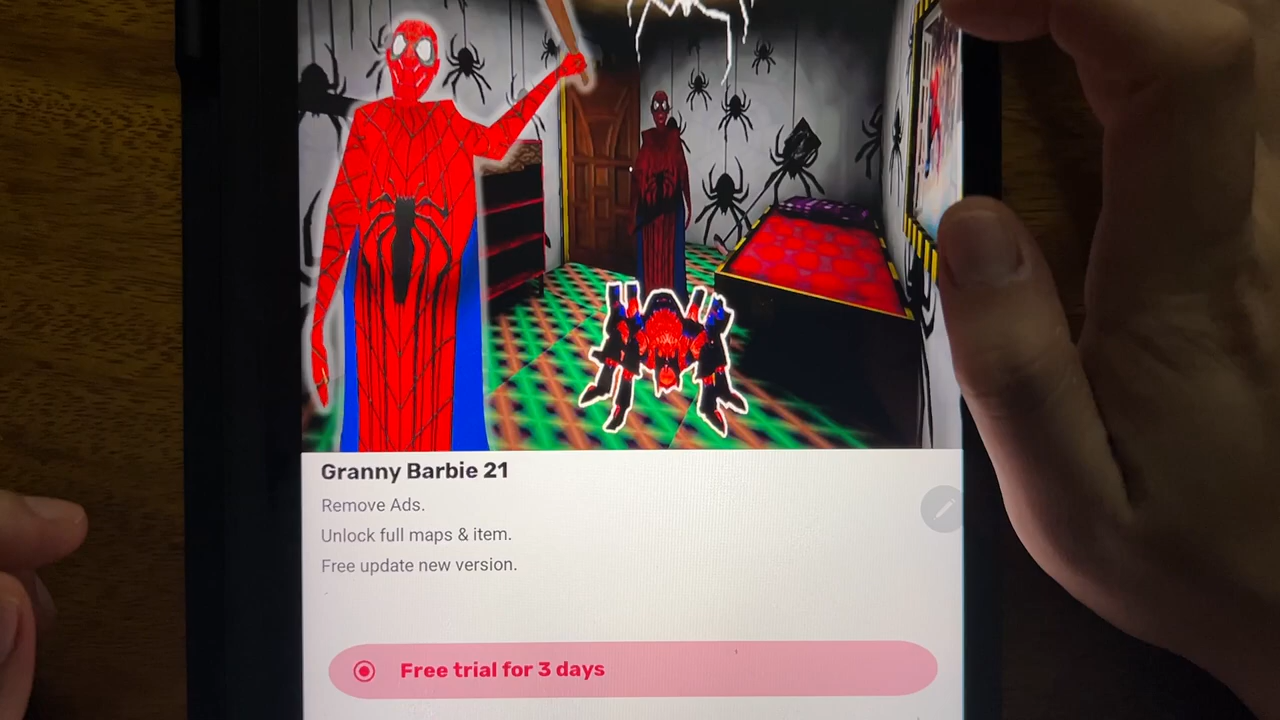 Granny Barbie 21
Remove Ads.
Unlock full maps & item.
Free update new version.
Free trial for 3 days